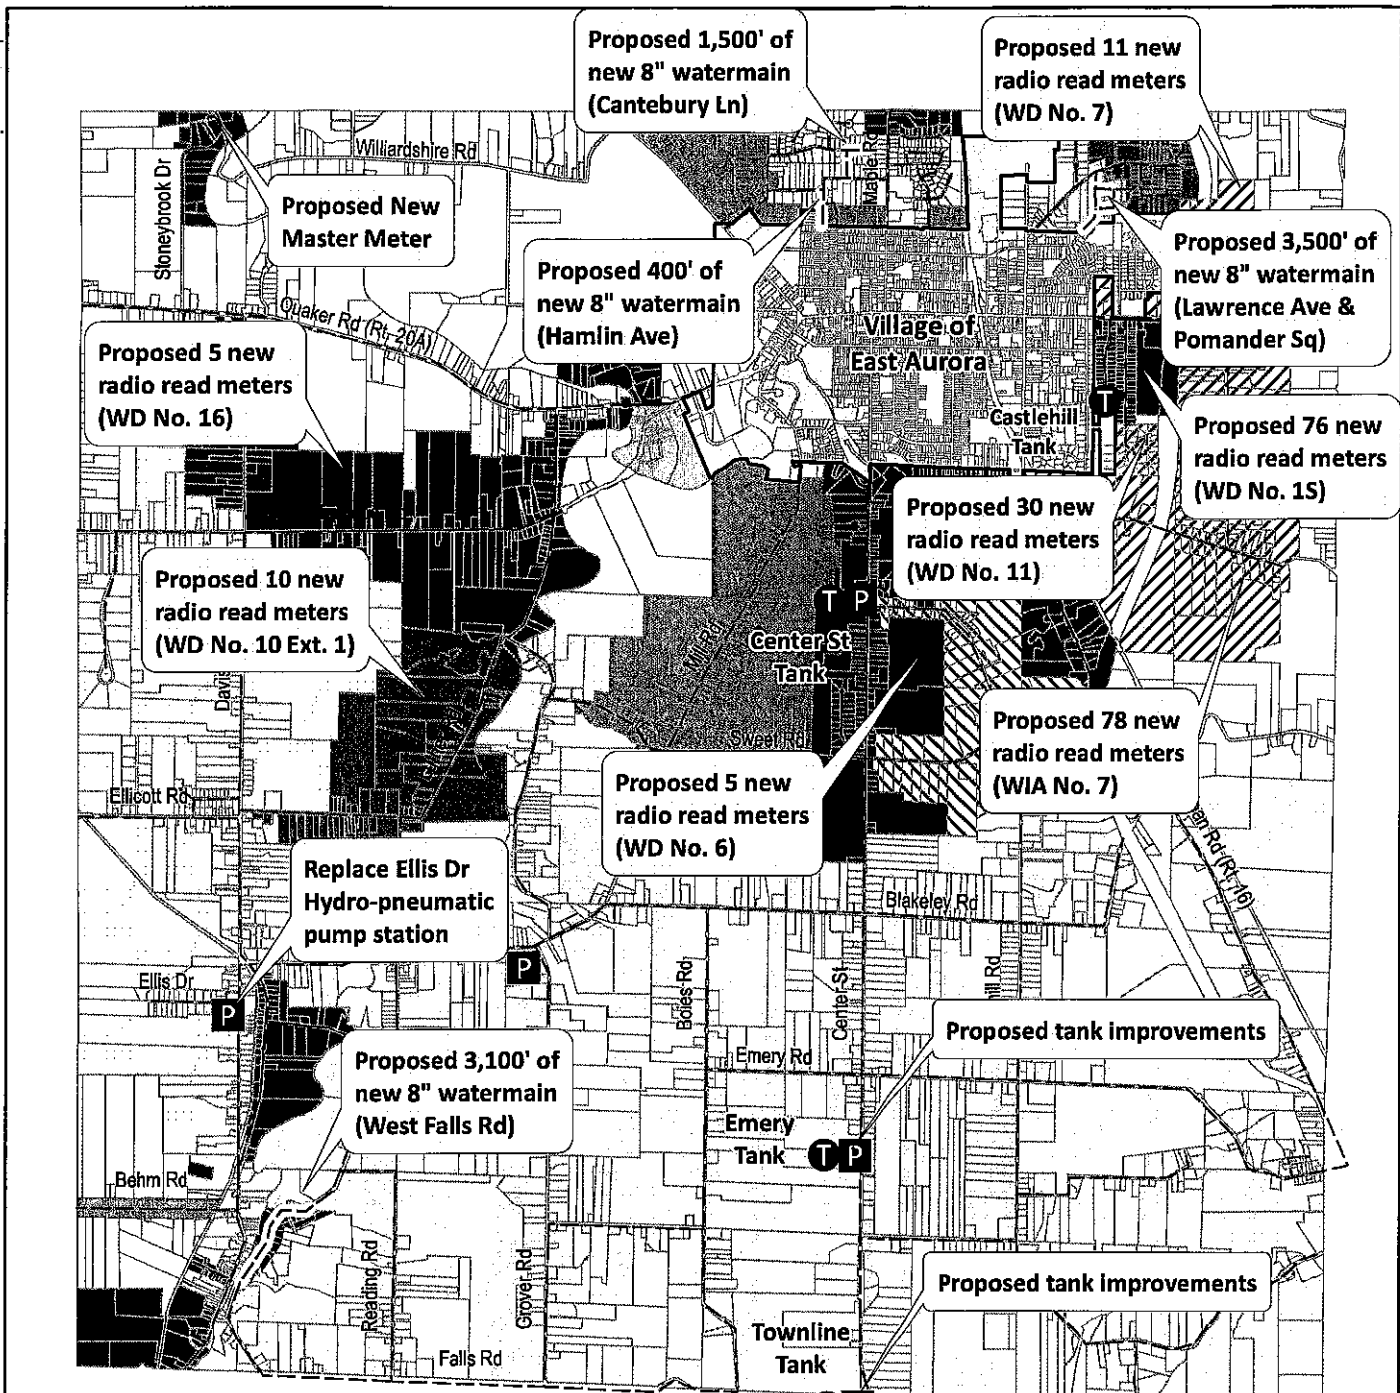 Proposed 1,500' of
new 8" watermain
(Cantebury Ln)
Proposed 11 new
radio read meters
(WD No. 7)
Williardshire Rd
Stoneybrook Dr
Maple Rd
Proposed New
Master Meter
Proposed 400' of
new 8" watermain
(Hamlin Ave)
Proposed 3,500' of
new 8" watermain
(Lawrence Ave &
Pomander Sq)
Quaker Rd (Rt. 20A)
Village of
East Aurora
Proposed 5 new
radio read meters
(WD No. 16)
T
Castlehill
Tank
Proposed 76 new
radio read meters
(WD No. 1S)
Proposed 30 new
radio read meters
(WD No. 11)
Proposed 10 new
radio read meters
(WD No. 10 Ext. 1)
T P
Center St
Tank
Mill Rd
Davis
Sweet Rd
Proposed 78 new
radio read meters
(WIA No. 7)
Proposed 5 new
radio read meters
(WD No. 6)
Ellicott Rd
(Rt. 16)
Replace Ellis Dr
Hydro-pneumatic
pump station
Blakeley Rd
P
Ellis Dr
P
Boies Rd
Center St
Proposed tank improvements
Emery Rd
Proposed 3,100' of
new 8" watermain
(West Falls Rd)
Emery
Tank
T P
Behm Rd
Reading Rd
Grover Rd
Proposed tank improvements
Townline
Tank
Falls Rd